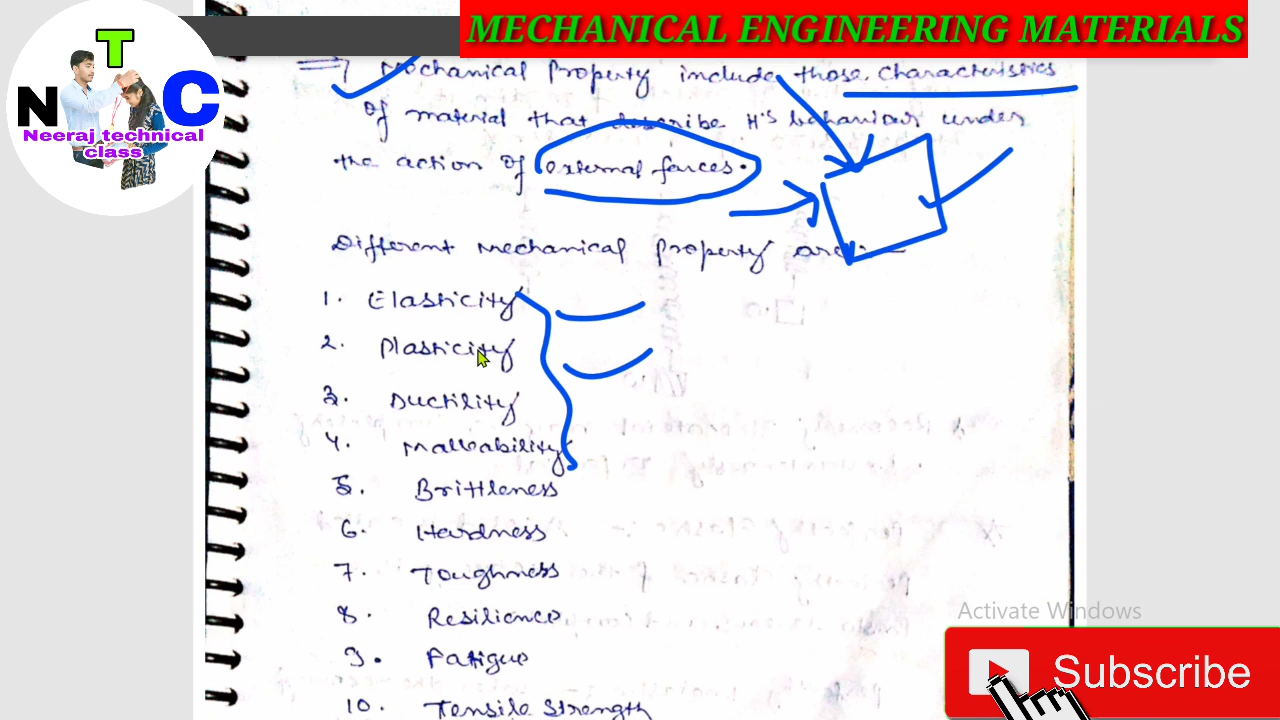 MECHANICAL ENGINEERING MATERIALS
T
N C
Neeraj technical
class
Mechanical Property include those characteristics
of material that describe it's behaviour under
the action of external forces.
Different mechanical Property are:-
1. Elasticity
2. Plasticity
3. Ductility
4. Malleability
5. Brittleness
6. Hardness
7. Toughness
8. Resilience
9. Fatigue
10. Tensile strength
Activate Windows
Subscribe